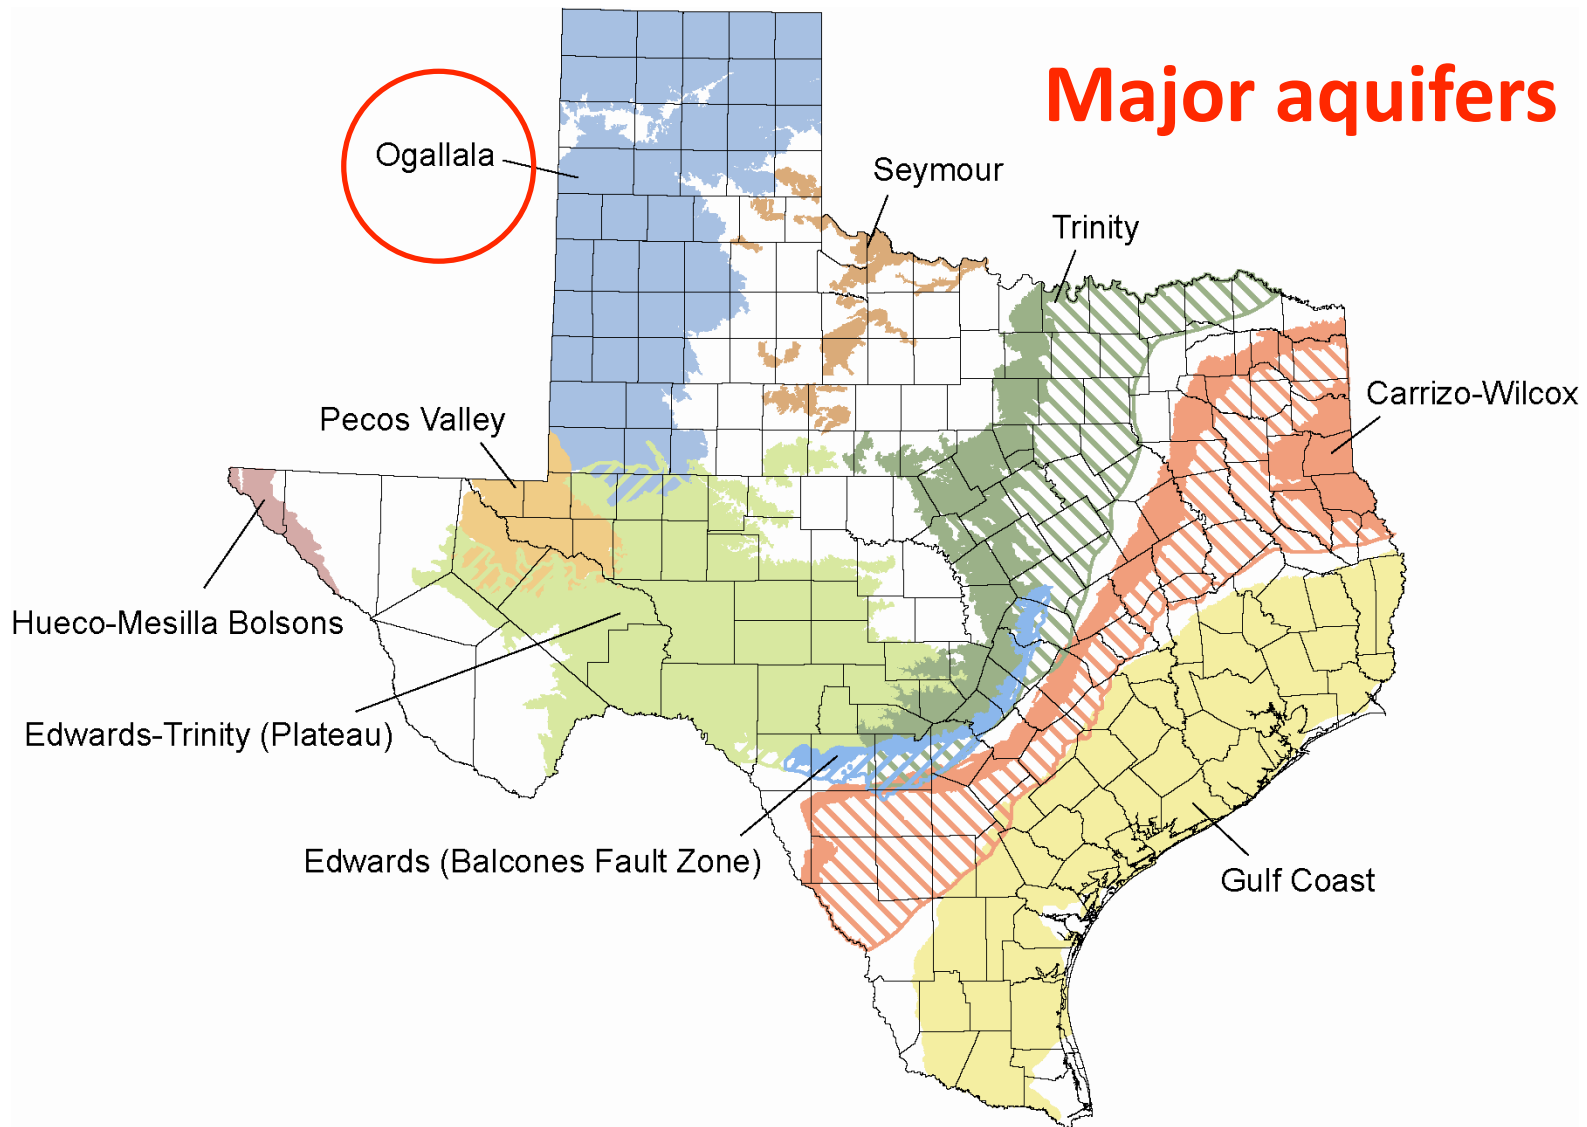 Major aquifers
Ogallala
Seymour
Trinity
Carrizo-Wilcox
Pecos Valley
Hueco-Mesilla Bolsons
Edwards-Trinity (Plateau)
Edwards (Balcones Fault Zone)
Gulf Coast